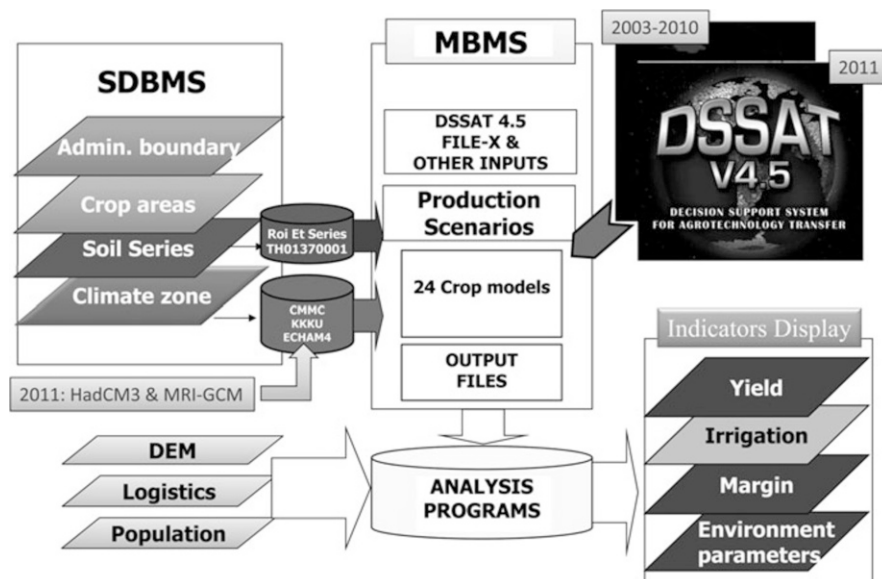 SDBMS
Admin. boundary
Crop areas
Soil Series
Climate zone
Roi Et Series
TH01370001
CMMC
KKKU
ECHAM4
2011: HadCM3 & MRI-GCM
MBMS
DSSAT 4.5
FILE-X &
OTHER INPUTS
Production
Scenarios
24 Crop models
OUTPUT
FILES
2003-2010
2011
DSSAT
V4.5
DECISION SUPPORT SYSTEM
FOR AGROTECHNOLOGY TRANSFER
DEM
Logistics
Population
ANALYSIS
PROGRAMS
Indicators Display
Yield
Irrigation
Margin
Environment
parameters